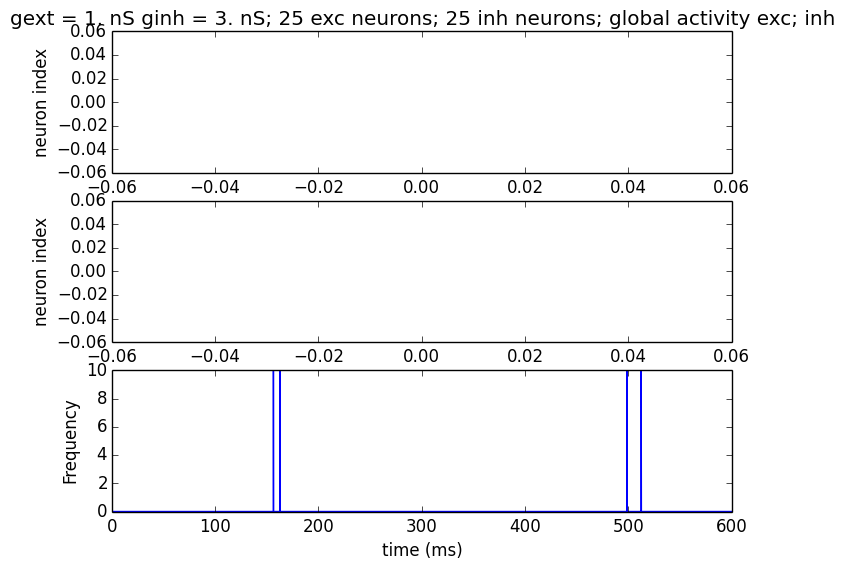 gext = 1. nS ginh = 3. nS; 25 exc neurons; 25 inh neurons; global activity exc; inh
0.06
0.04
0.02
0.00
−0.02
−0.04
−0.06
neuron index
−0.06 −0.04 −0.02 0.00 0.02 0.04 0.06
0.06
0.04
0.02
0.00
−0.02
−0.04
−0.06
neuron index
−0.06 −0.04 −0.02 0.00 0.02 0.04 0.06
10
8
6
4
2
0
Frequency
0 100 200 300 400 500 600
time (ms)